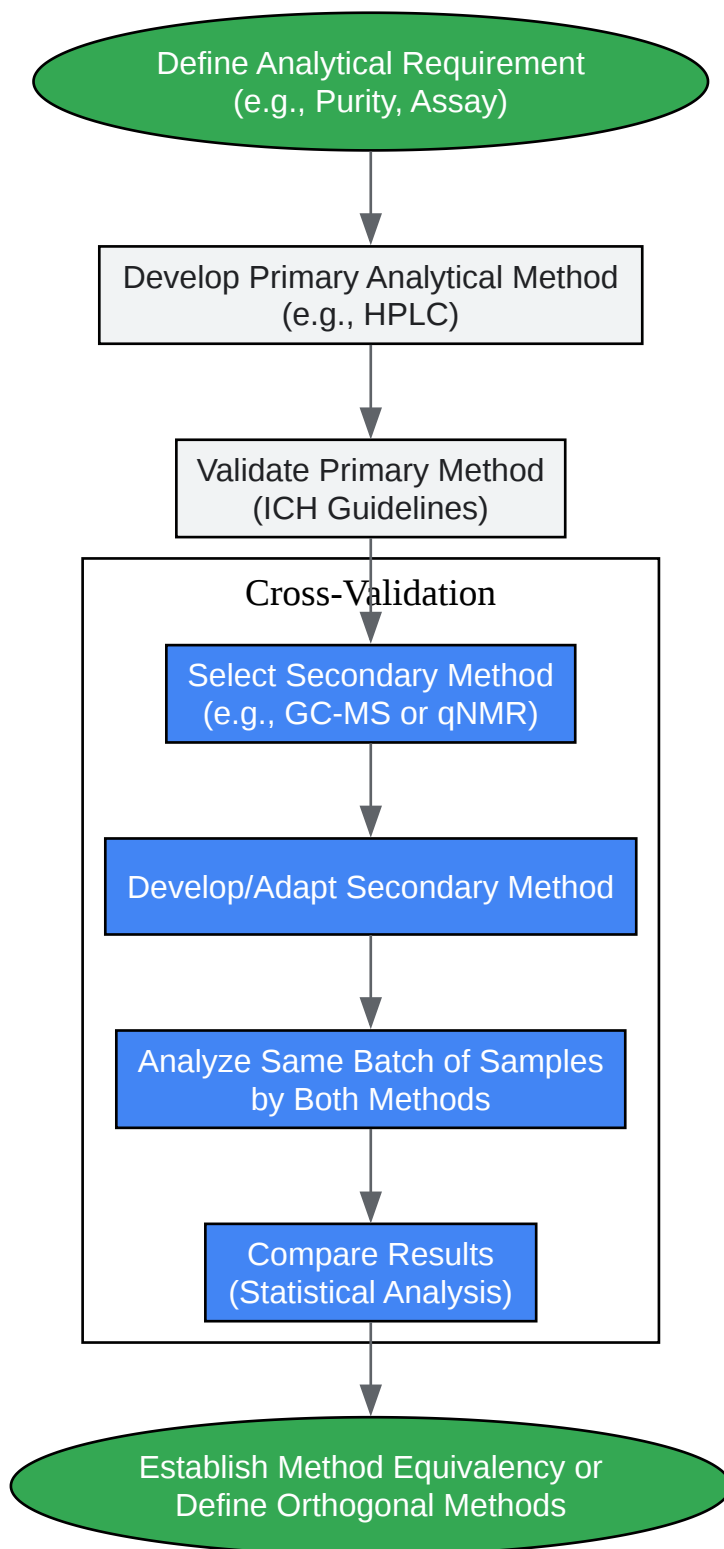 Define Analytical Requirement
(e.g., Purity, Assay)
Develop Primary Analytical Method
(e.g., HPLC)
Validate Primary Method
(ICH Guidelines)
Cross-Validation
Select Secondary Method
(e.g., GC-MS or qNMR)
Develop/Adapt Secondary Method
Analyze Same Batch of Samples
by Both Methods
Compare Results
(Statistical Analysis)
Establish Method Equivalency or
Define Orthogonal Methods